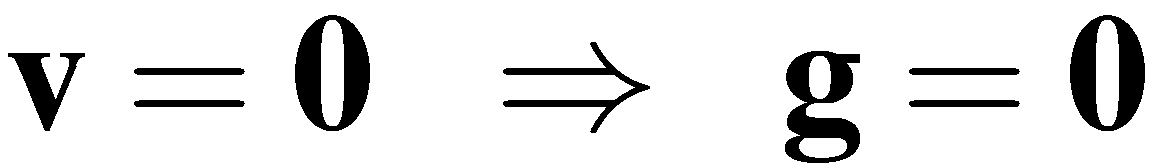 v = 0 ⇒ g = 0